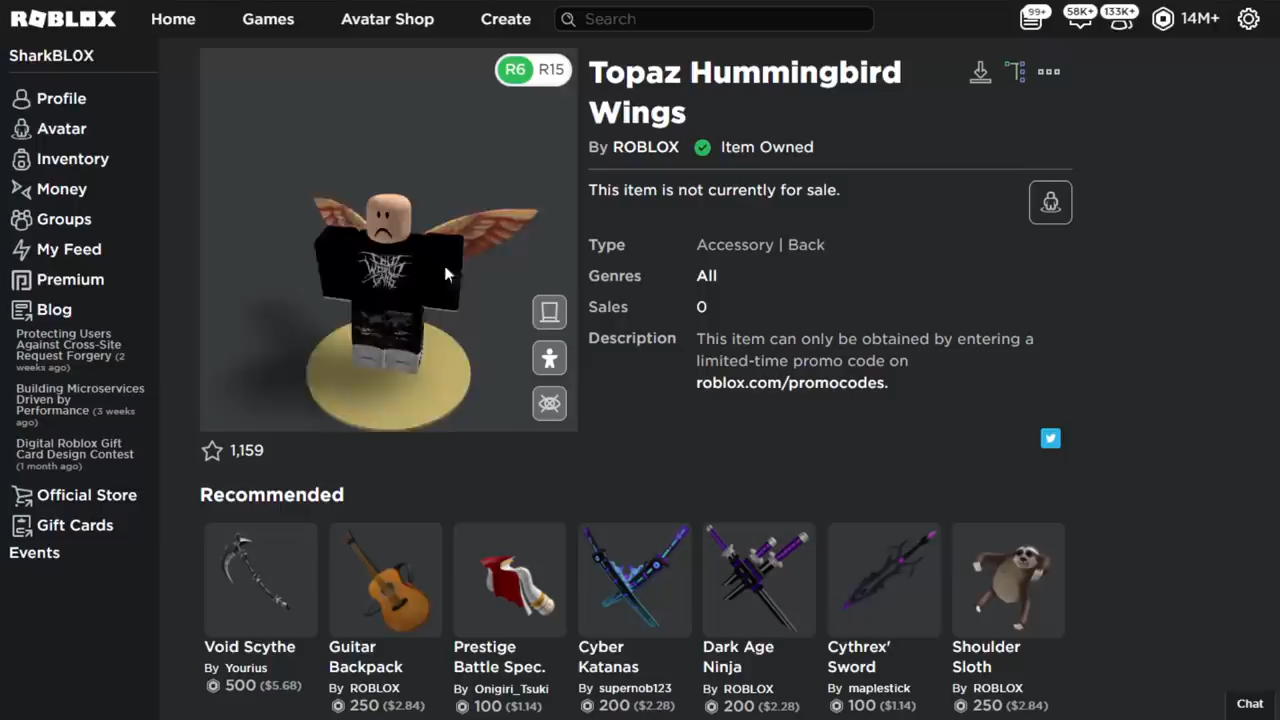 ROBLOX Home Games Avatar Shop Create Search 99+ 58K+ 133K+ 14M+
SharkBLOX
Profile
Avatar
Inventory
Money
Groups
My Feed
Premium
Blog
Protecting Users
Against Cross-Site
Request Forgery (2
weeks ago)
Building Microservices
Driven by
Performance (3 weeks
ago)
Digital Roblox Gift
Card Design Contest
(1 month ago)
Official Store
Gift Cards
Events
R6 R15
Topaz Hummingbird
Wings
By ROBLOX Item Owned
This item is not currently for sale.
Type Accessory | Back
Genres All
Sales 0
Description This item can only be obtained by entering a
limited-time promo code on
roblox.com/promocodes.
1,159
Recommended
Void Scythe
By Yourius
500 ($5.68)
Guitar
Backpack
By ROBLOX
250 ($2.84)
Prestige
Battle Spec.
By Onigiri_Tsuki
100 ($1.14)
Cyber
Katanas
By supernob123
200 ($2.28)
Dark Age
Ninja
By ROBLOX
200 ($2.28)
Cythrex'
Sword
By maplestick
100 ($1.14)
Shoulder
Sloth
By ROBLOX
250 ($2.84)
Chat